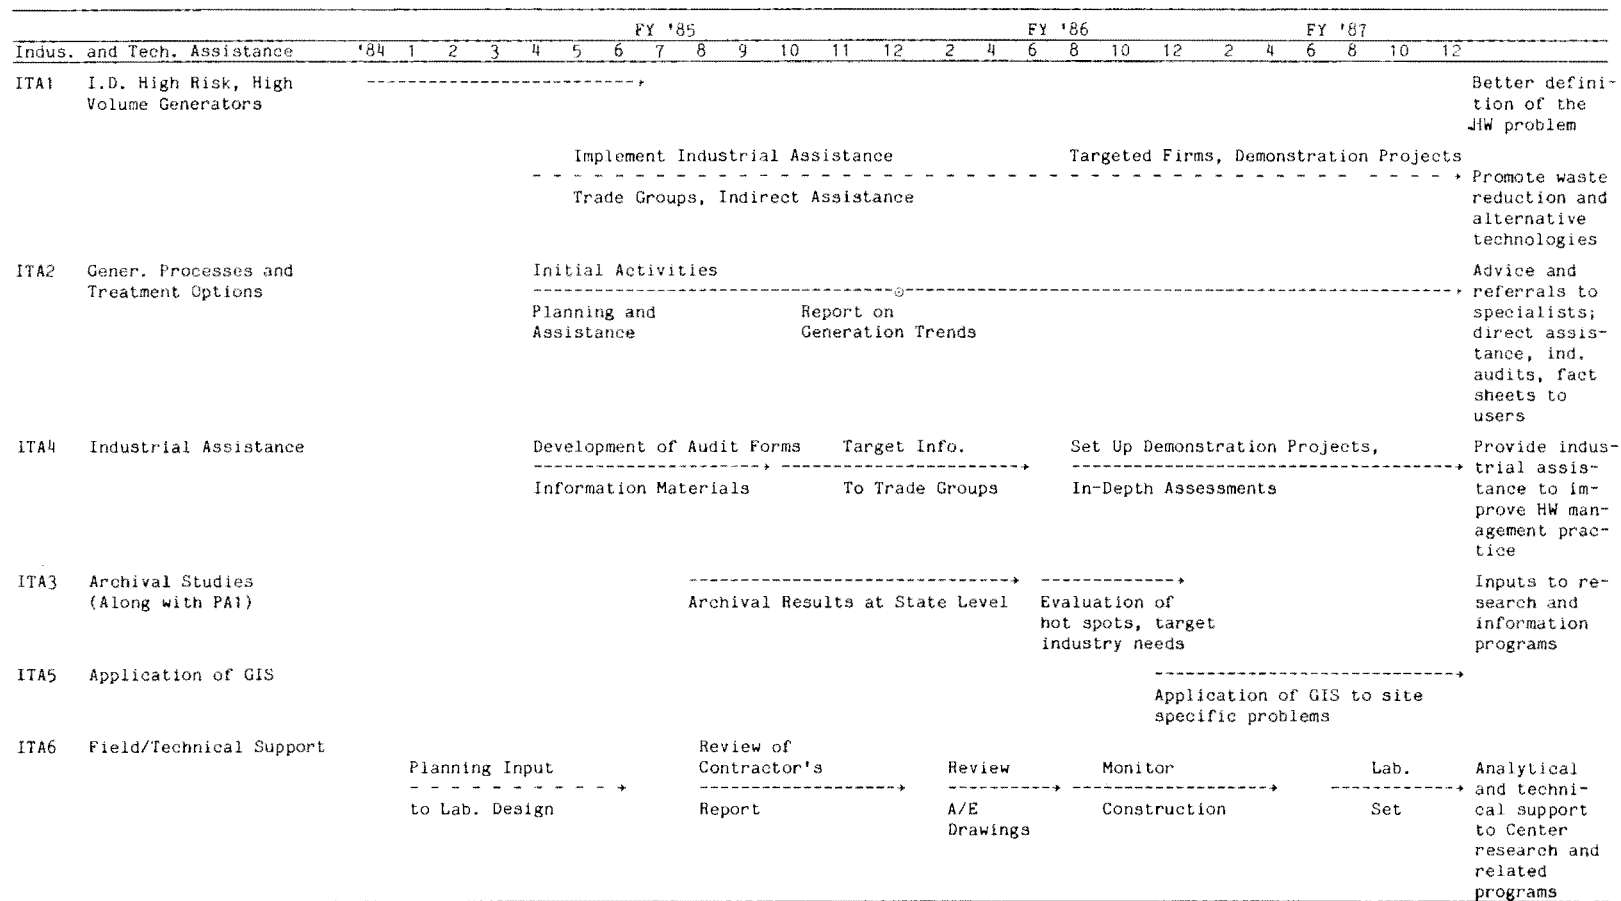 FY '85 FY '86 FY '87
Indus. and Tech. Assistance '84 1 2 3 4 5 6 7 8 9 10 11 12 2 4 6 8 10 12 2 4 6 8 10 12
ITA1 I.D. High Risk, High Better defini-
Volume Generators tion of the
HW problem
Implement Industrial Assistance Targeted Firms, Demonstration Projects
Promote waste
Trade Groups, Indirect Assistance reduction and
alternative
technologies
ITA2 Gener. Processes and Initial Activities Advice and
Treatment Options referrals to
Planning and Report on specialists;
Assistance Generation Trends direct assis-
tance, ind.
audits, fact
sheets to
users
ITA4 Industrial Assistance Development of Audit Forms Target Info. Set Up Demonstration Projects, Provide indus-
trial assis-
Information Materials To Trade Groups In-Depth Assessments tance to im-
prove HW man-
agement prac-
tice
ITA3 Archival Studies Inputs to re-
(Along with PA1) Archival Results at State Level Evaluation of search and
hot spots, target information
industry needs programs
ITA5 Application of GIS
Application of GIS to site
specific problems
ITA6 Field/Technical Support Review of
Planning Input Contractor's Review Monitor Lab. Analytical
and techni-
to Lab. Design Report A/E Construction Set cal support
Drawings to Center
research and
related
programs